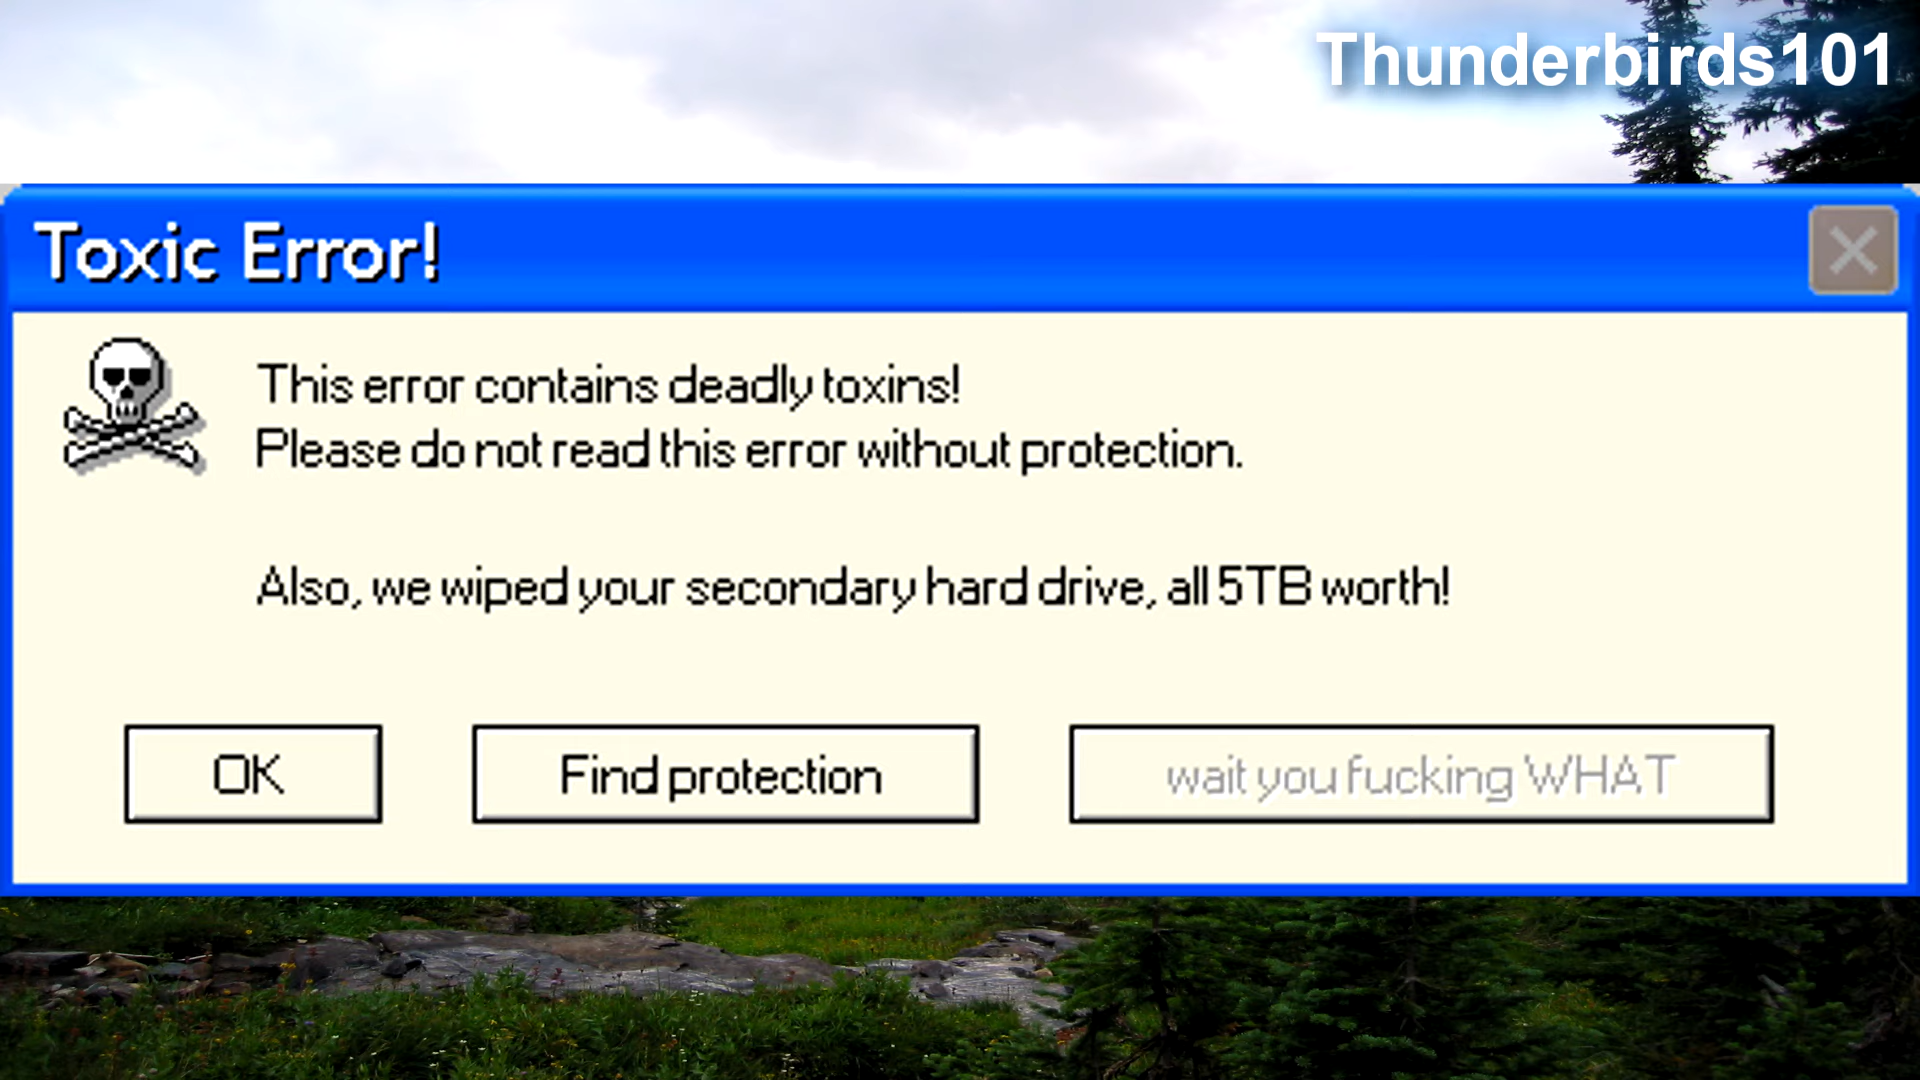 Thunderbirds101
Toxic Error!
This error contains deadly toxins!
Please do not read this error without protection.
Also, we wiped your secondary hard drive, all 5TB worth!
OK
Find protection
wait you fucking WHAT